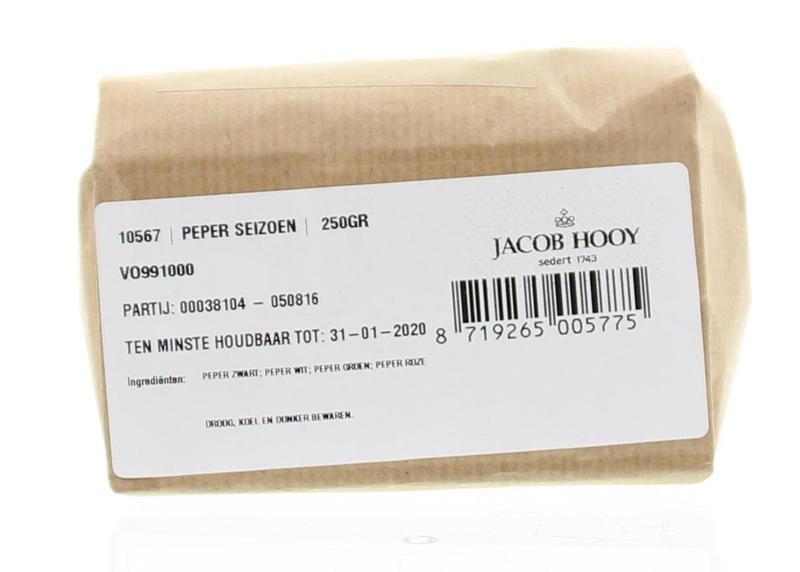 10567 | PEPER SEIZOEN | 250GR
VO991000
PARTIJ: 00038104 – 050816
TEN MINSTE HOUDBAAR TOT: 31-01-2020
Ingrediënten: PEPER ZWART; PEPER WIT; PEPER GROEN; PEPER ROZE
DROOG, KOEL EN DONKER BEWAREN.
JACOB HOOY
sedert 1743
8 719265 005775